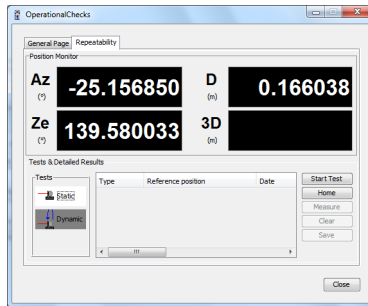 OperationalChecks
General Page Repeatability
Position Monitor
Az (°) -25.156850 D (m) 0.166038
Ze (°) 139.580033 3D (m)
Tests & Detailed Results
Tests
Static
Dynamic
Type Reference position Date
Start Test
Home
Measure
Clear
Save
Close